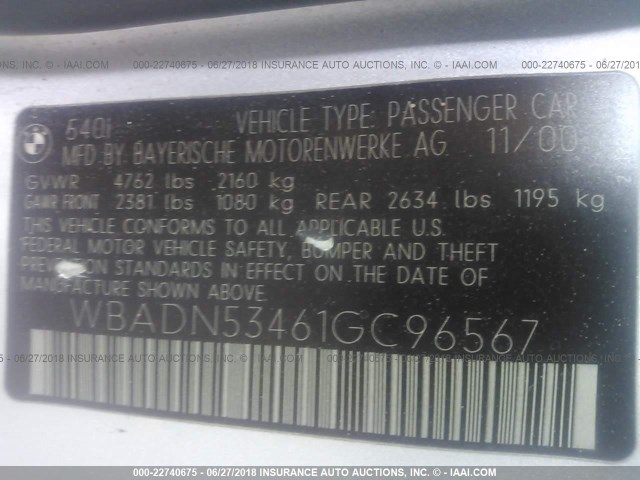 000-22740675 - 06/27/2018 INSURANCE AUTO AUCTIONS, INC. - © - IAAI.COM
BMW 540i VEHICLE TYPE: PASSENGER CAR
MFD BY BAYERISCHE MOTORENWERKE AG 11/00
GVWR 4762 lbs 2160 kg
GAWR FRONT 2381 lbs 1080 kg REAR 2634 lbs 1195 kg
THIS VEHICLE CONFORMS TO ALL APPLICABLE U.S.
FEDERAL MOTOR VEHICLE SAFETY, BUMPER AND THEFT
PREVENTION STANDARDS IN EFFECT ON THE DATE OF
MANUFACTURE SHOWN ABOVE
WBADN53461GC96567
000-22740675 - 06/27/2018 INSURANCE AUTO AUCTIONS, INC. - © - IAAI.COM